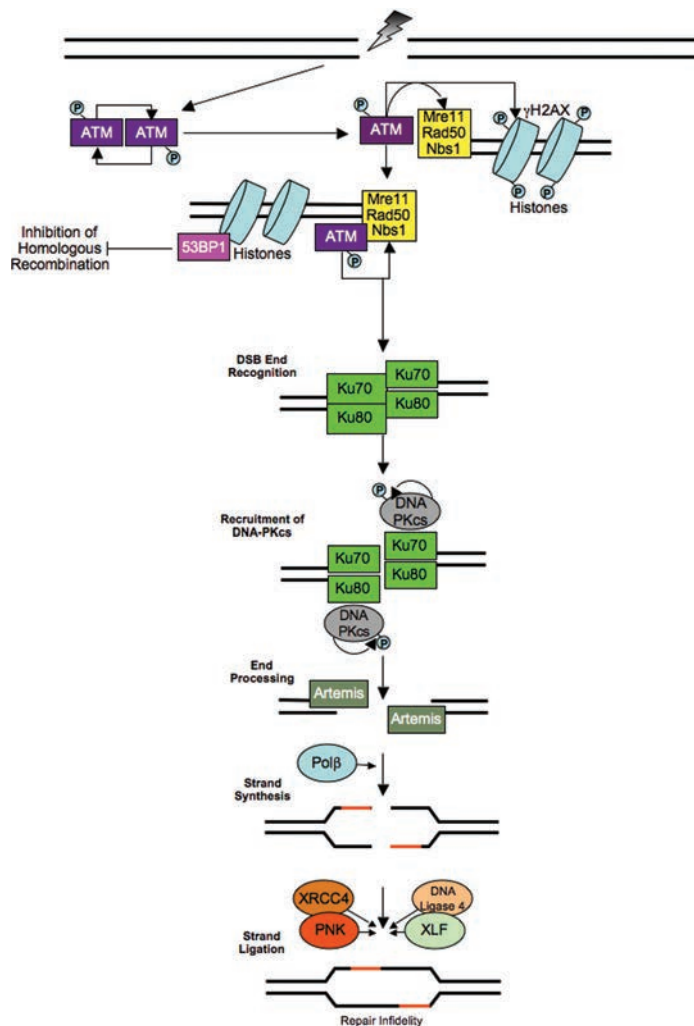 P
ATM
ATM
P
P
ATM
Mre11
Rad50
Nbs1
P
γH2AX
P
P
P
Histones
Inhibition of
Homologous
Recombination
53BP1
Histones
ATM
P
Mre11
Rad50
Nbs1
DSB End
Recognition
Ku70
Ku80
Ku70
Ku80
Recruitment of
DNA-PKcs
P
DNA
PKcs
Ku70
Ku80
Ku70
Ku80
DNA
PKcs
P
End
Processing
Artemis
Artemis
Polβ
Strand
Synthesis
XRCC4
PNK
DNA
Ligase 4
XLF
Strand
Ligation
Repair Infidelity